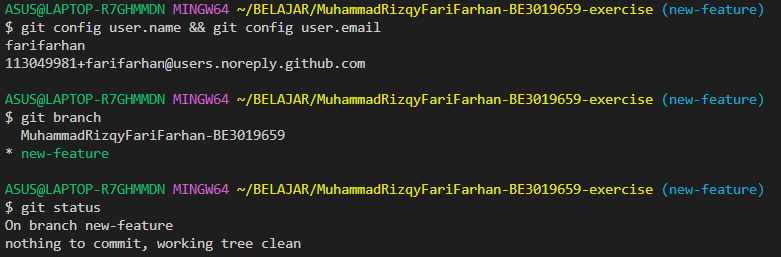 ASUS@LAPTOP-R7GHMMDN MINGW64 ~/BELAJAR/MuhammadRizqyFariFarhan-BE3019659-exercise (new-feature)
$ git config user.name && git config user.email
farifarhan
113049981+farifarhan@users.noreply.github.com

ASUS@LAPTOP-R7GHMMDN MINGW64 ~/BELAJAR/MuhammadRizqyFariFarhan-BE3019659-exercise (new-feature)
$ git branch
  MuhammadRizqyFariFarhan-BE3019659
* new-feature

ASUS@LAPTOP-R7GHMMDN MINGW64 ~/BELAJAR/MuhammadRizqyFariFarhan-BE3019659-exercise (new-feature)
$ git status
On branch new-feature
nothing to commit, working tree clean